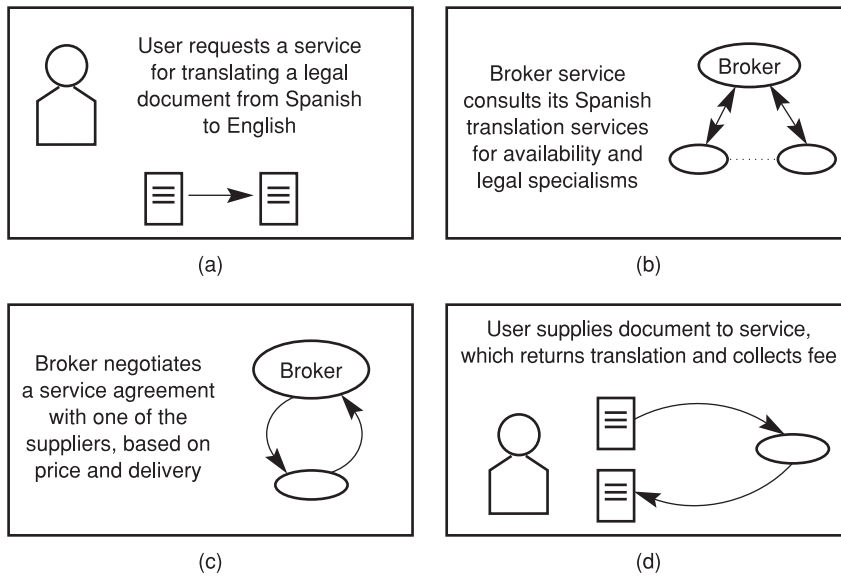 User requests a service
for translating a legal
document from Spanish
to English
(a)
Broker service
consults its Spanish
translation services
for availability and
legal specialisms
Broker
(b)
Broker negotiates
a service agreement
with one of the
suppliers, based on
price and delivery
Broker
(c)
User supplies document to service,
which returns translation and collects fee
(d)